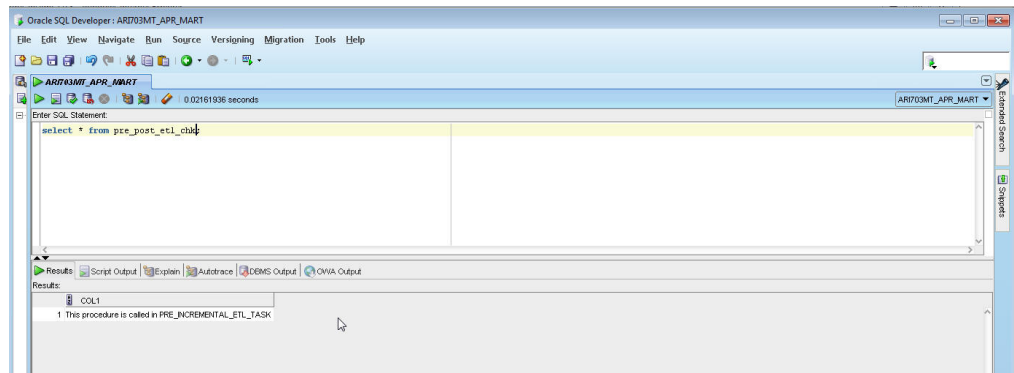 Oracle SQL Developer : ARI703MT_APR_MART
File Edit View Navigate Run Source Versioning Migration Tools Help
ARI703MT_APR_MART
0.02161936 seconds
ARI703MT_APR_MART
Enter SQL Statement:
select * from pre_post_etl_chk;
Results Script Output Explain Autotrace DBMS Output OWA Output
Results:
COL1
1 This procedure is called in PRE_INCREMENTAL_ETL_TASK
Extended Search
Snippets